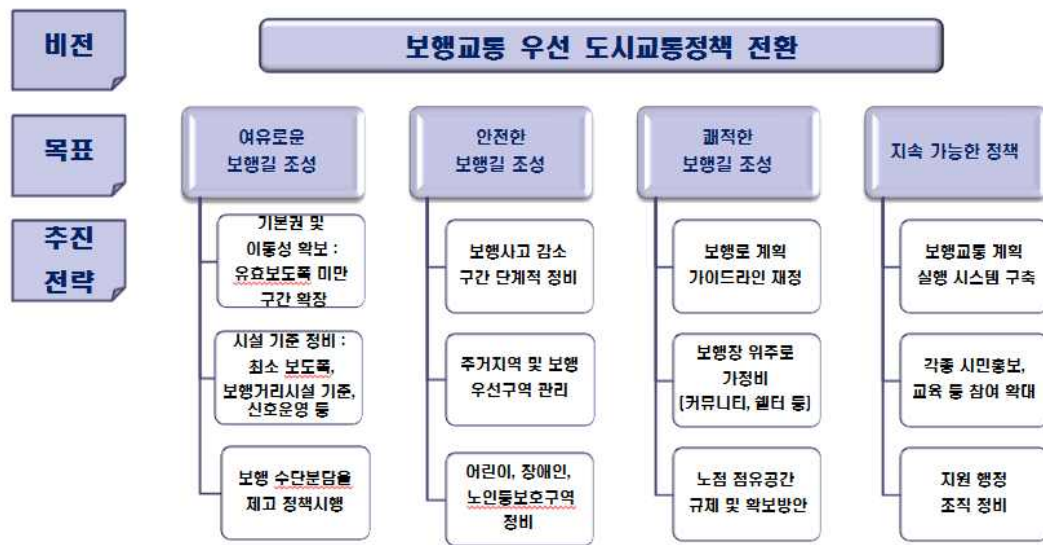 비전
보행교통 우선 도시교통정책 전환
목표
여유로운
보행길 조성
안전한
보행길 조성
쾌적한
보행길 조성
지속 가능한 정책
추진
전략
기본권 및
이동성 확보 :
유효보도폭 미만
구간 확장
시설 기준 정비 :
최소 보도폭,
보행거리시설 기준,
신호운영 등
보행 수단분담율
제고 정책시행
보행사고 감소
구간 단계적 정비
주거지역 및 보행
우선구역 관리
어린이, 장애인,
노인등보호구역
정비
보행로 계획
가이드라인 재정
보행장 위주로
가정비
(커뮤니티, 쉘터 등)
노점 점유공간
규제 및 확보방안
보행교통 계획
실행 시스템 구축
각종 시민홍보,
교육 등 참여 확대
지원 행정
조직 정비